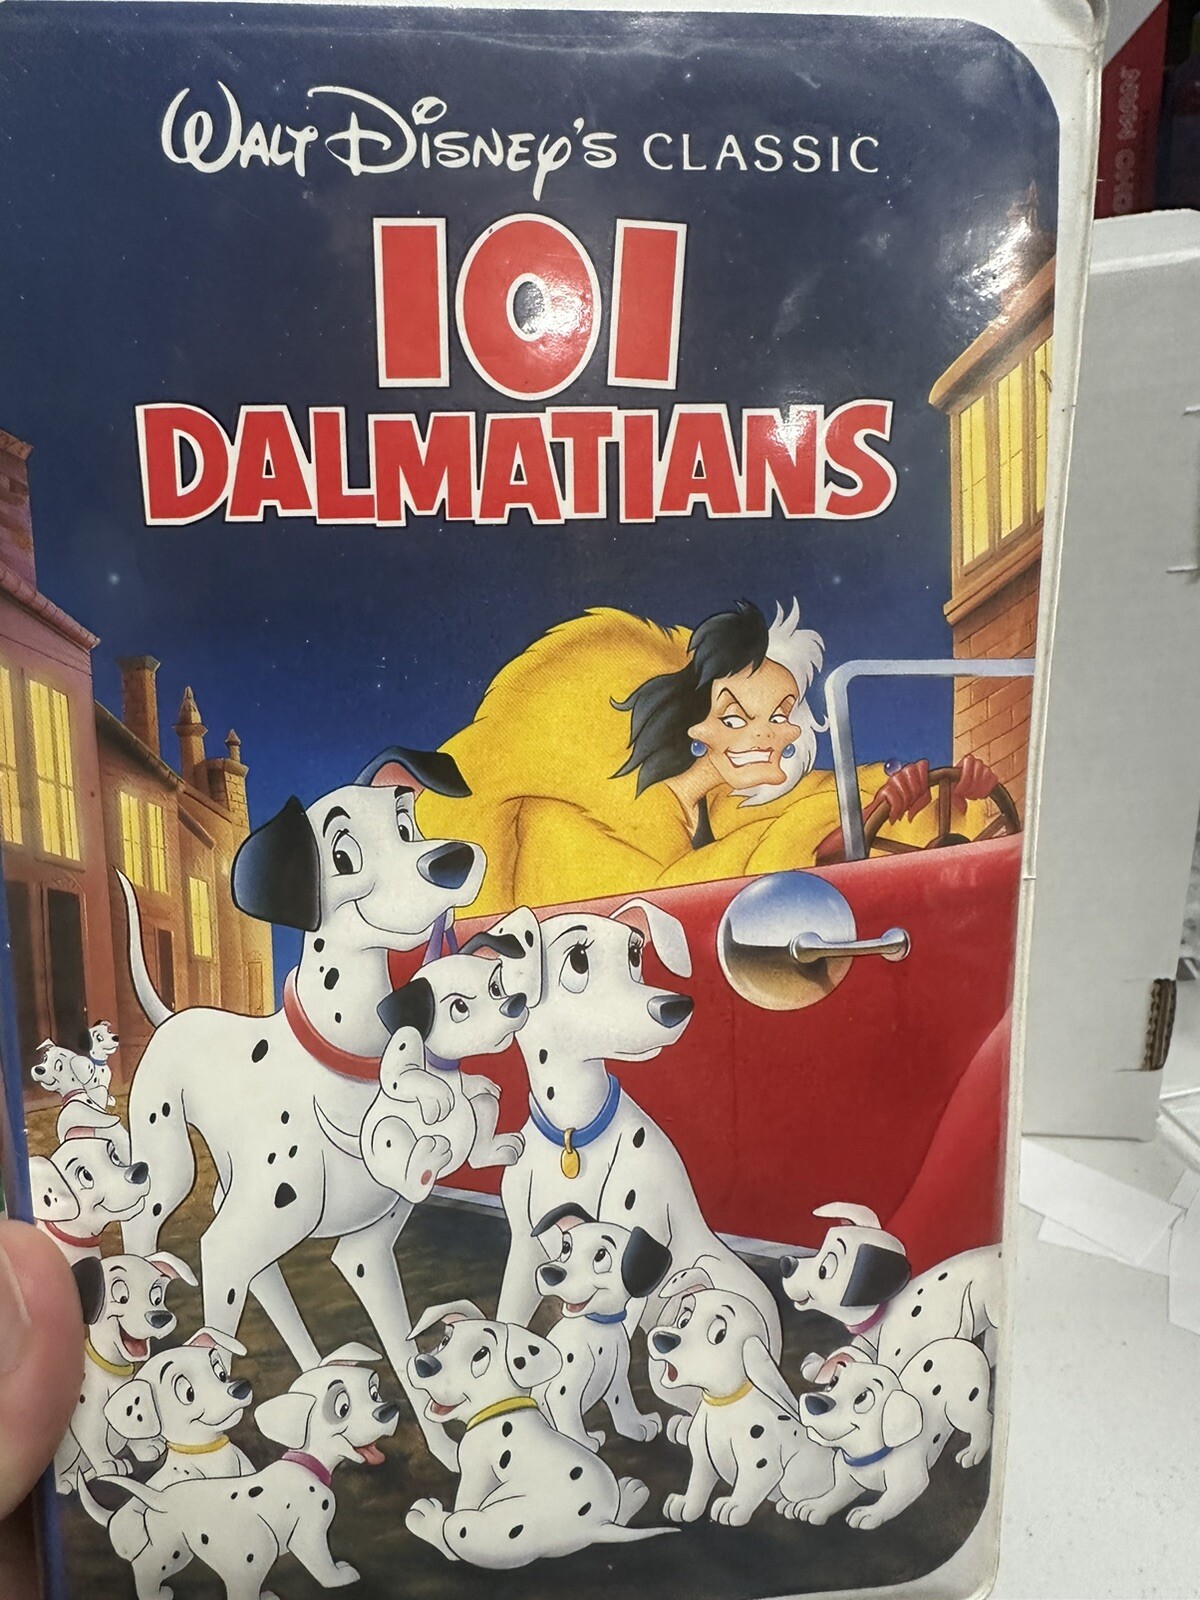 WALT DISNEY'S CLASSIC
101
DALMATIANS